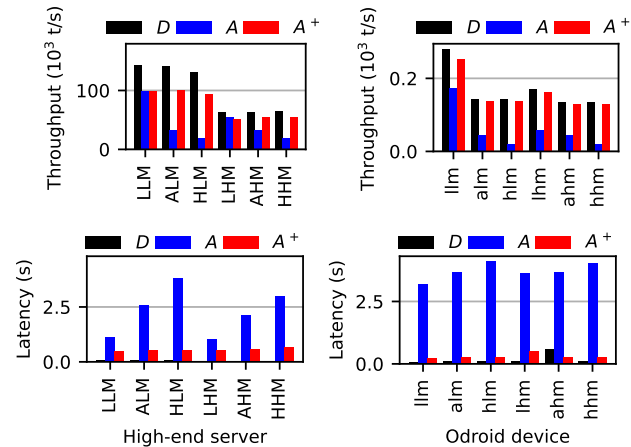 D A A+
Throughput (10³ t/s)
100
0
LLM ALM HLM LHM AHM HHM
D A A+
Throughput (10³ t/s)
0.2
0.0
llm alm hlm lhm ahm hhm
D A A+
Latency (s)
2.5
0.0
LLM ALM HLM LHM AHM HHM
High-end server
D A A+
Latency (s)
2.5
0.0
llm alm hlm lhm ahm hhm
Odroid device